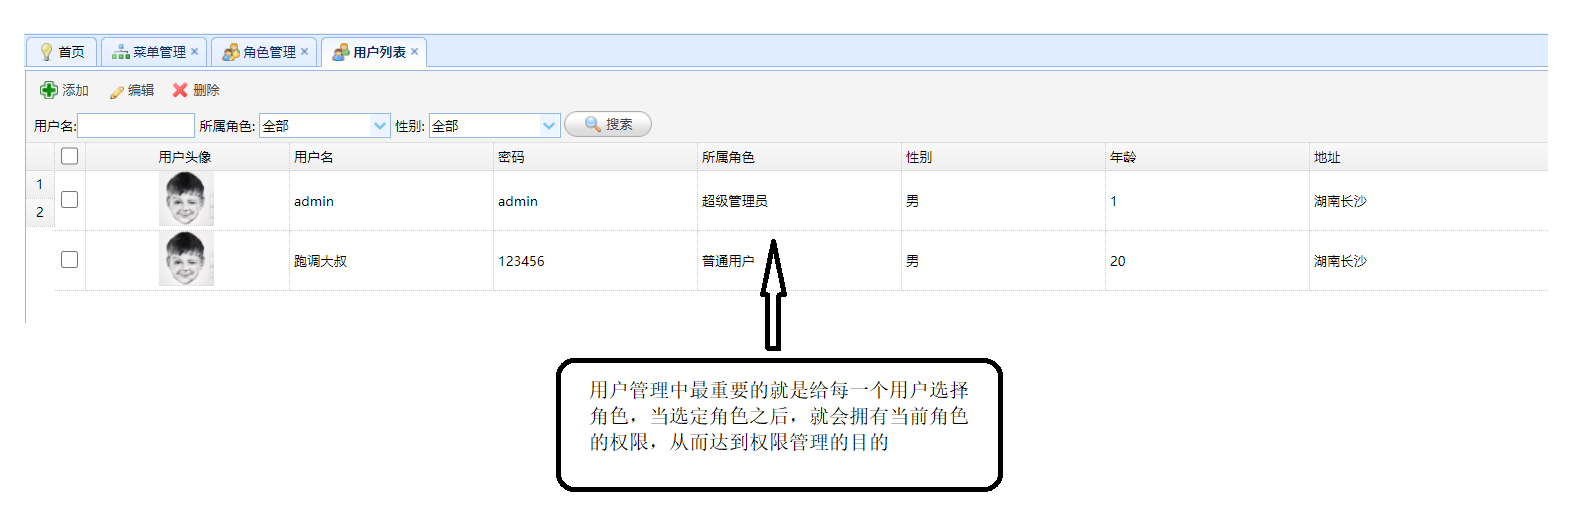 首页 菜单管理 × 角色管理 × 用户列表 ×
添加 编辑 删除
用户名: 所属角色: 全部 性别: 全部 搜索
用户头像 用户名 密码 所属角色 性别 年龄 地址
1 admin admin 超级管理员 男 1 湖南长沙
2 跑调大叔 123456 普通用户 男 20 湖南长沙
用户管理中最重要的就是给每一个用户选择
角色，当选定角色之后，就会拥有当前角色
的权限，从而达到权限管理的目的